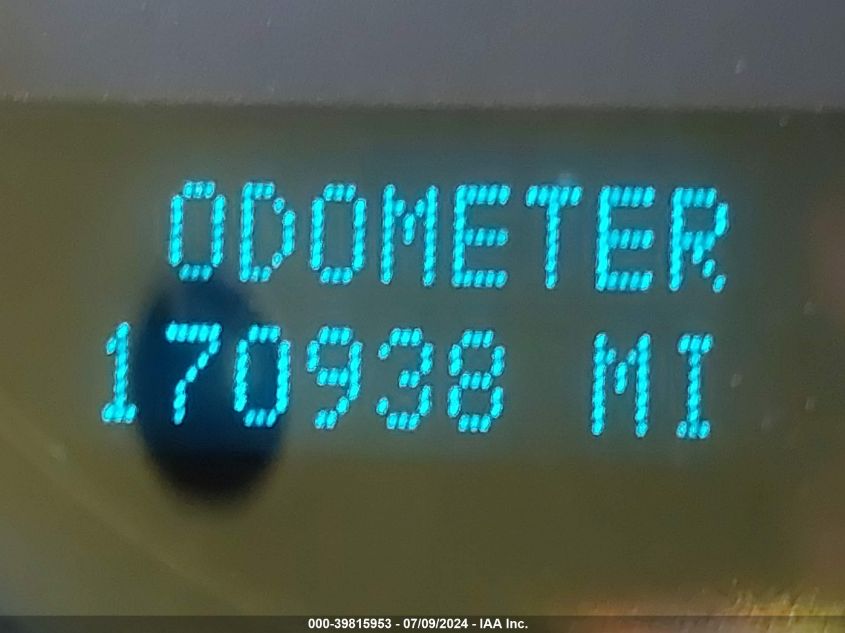 ODOMETER
170938 MI
000-39815953 - 07/09/2024 - IAA Inc.